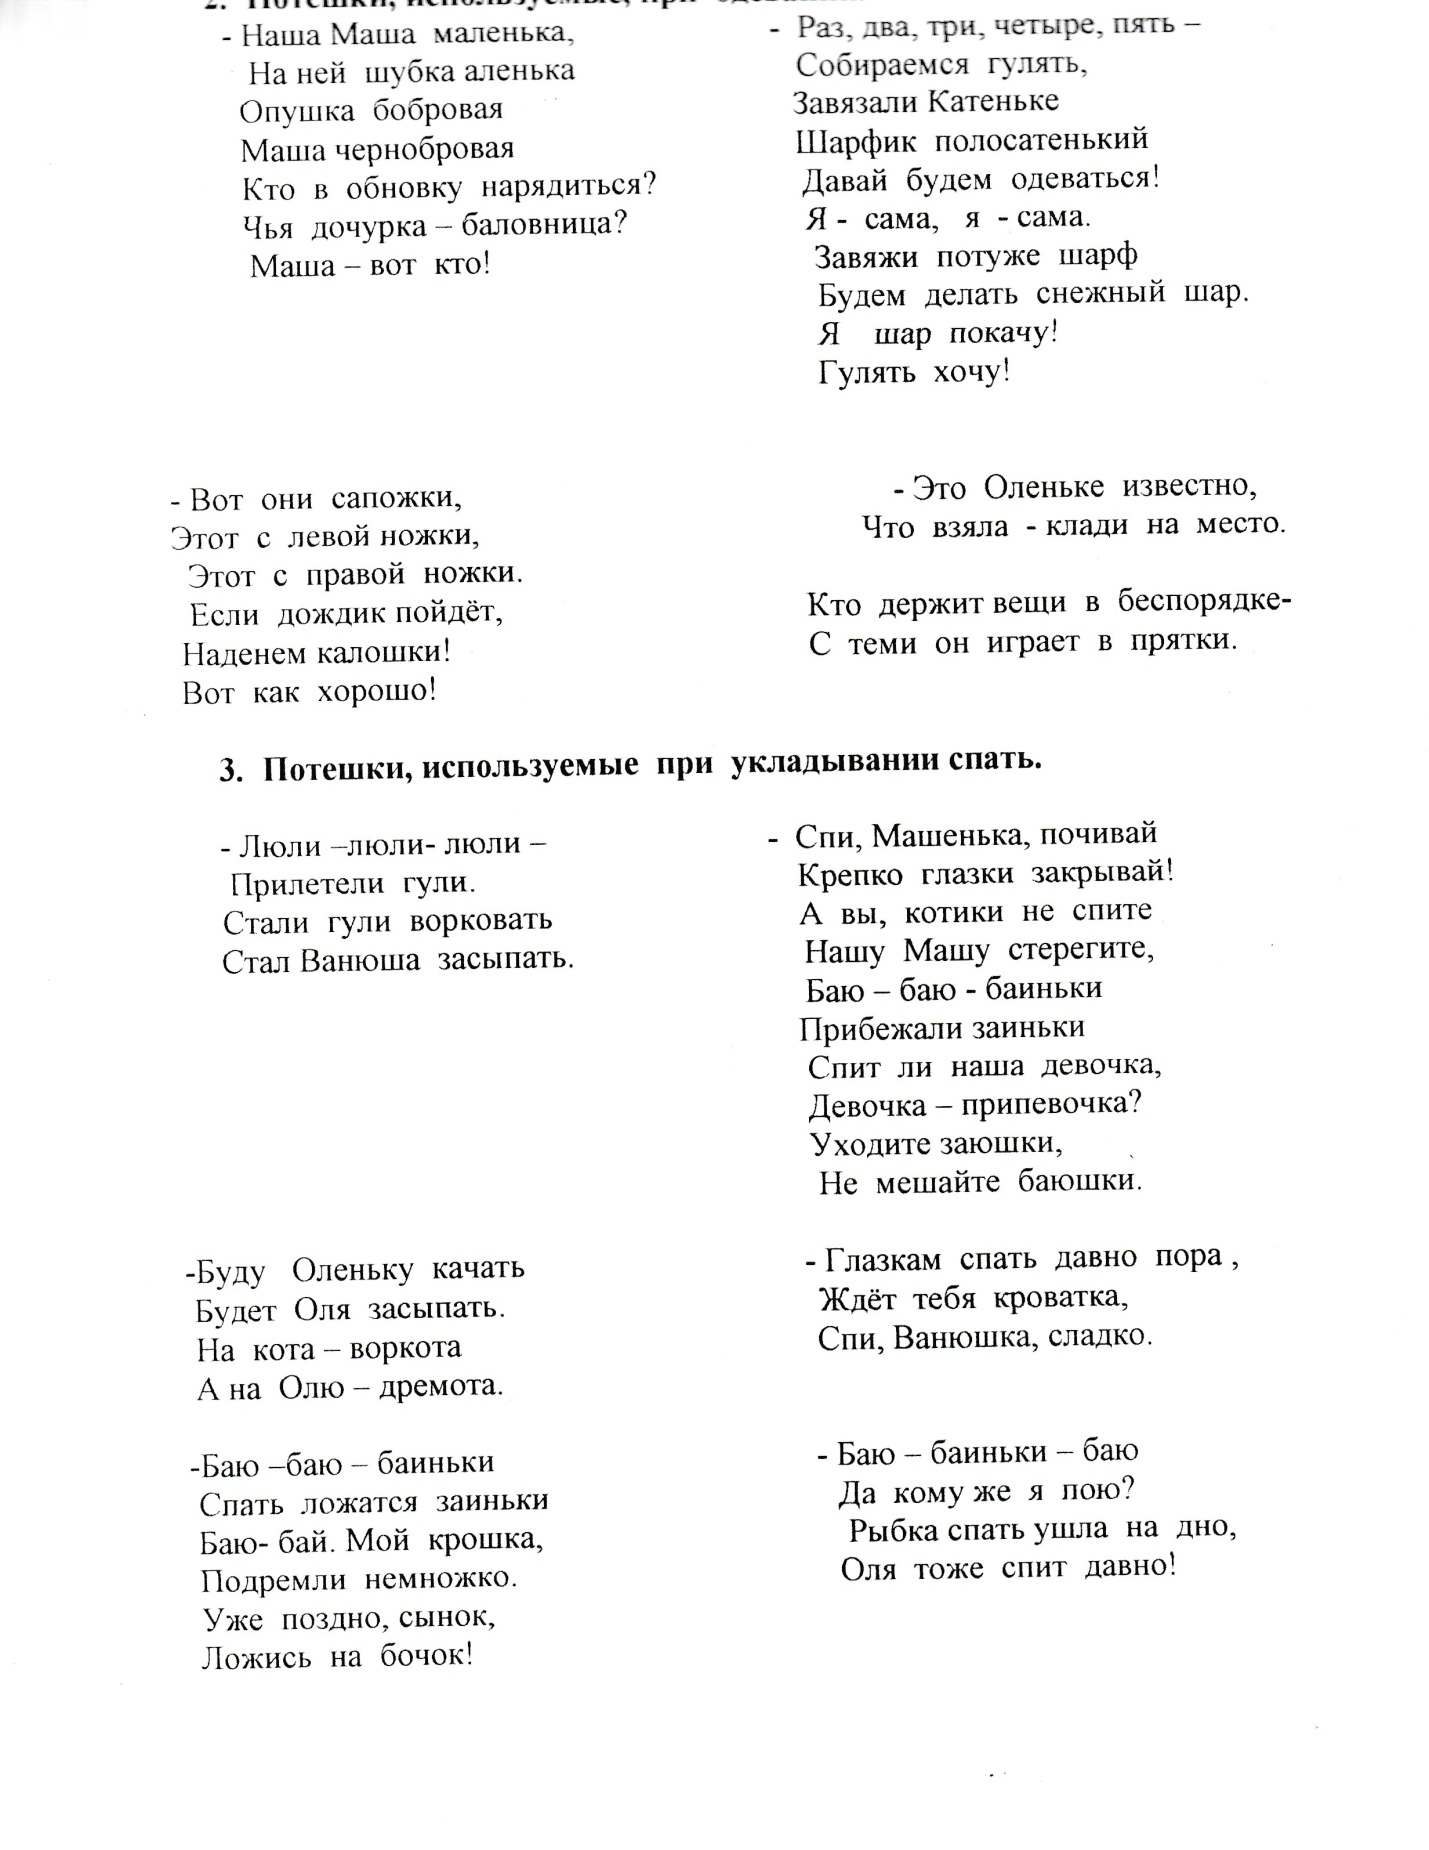 2. Потешки, используемые, при одевании.
- Наша Маша маленька,
На ней шубка аленька
Опушка бобровая
Маша чернобровая
Кто в обновку нарядиться?
Чья дочурка – баловница?
Маша – вот кто!
- Раз, два, три, четыре, пять –
Собираемся гулять,
Завязали Катеньке
Шарфик полосатенький
Давай будем одеваться!
Я - сама, я - сама.
Завяжи потуже шарф
Будем делать снежный шар.
Я шар покачу!
Гулять хочу!
- Вот они сапожки,
Этот с левой ножки,
Этот с правой ножки.
Если дождик пойдёт,
Наденем калошки!
Вот как хорошо!
- Это Оленьке известно,
Что взяла - клади на место.
Кто держит вещи в беспорядке-
С теми он играет в прятки.
3. Потешки, используемые при укладывании спать.
- Люли –люли- люли –
Прилетели гули.
Стали гули ворковать
Стал Ванюша засыпать.
- Спи, Машенька, почивай
Крепко глазки закрывай!
А вы, котики не спите
Нашу Машу стерегите,
Баю – баю - баиньки
Прибежали заиньки
Спит ли наша девочка,
Девочка – припевочка?
Уходите заюшки,
Не мешайте баюшки.
-Буду Оленьку качать
Будет Оля засыпать.
На кота – воркота
А на Олю – дремота.
- Глазкам спать давно пора ,
Ждёт тебя кроватка,
Спи, Ванюшка, сладко.
-Баю –баю – баиньки
Спать ложатся заиньки
Баю- бай. Мой крошка,
Подремли немножко.
Уже поздно, сынок,
Ложись на бочок!
- Баю – баиньки – баю
Да кому же я пою?
Рыбка спать ушла на дно,
Оля тоже спит давно!